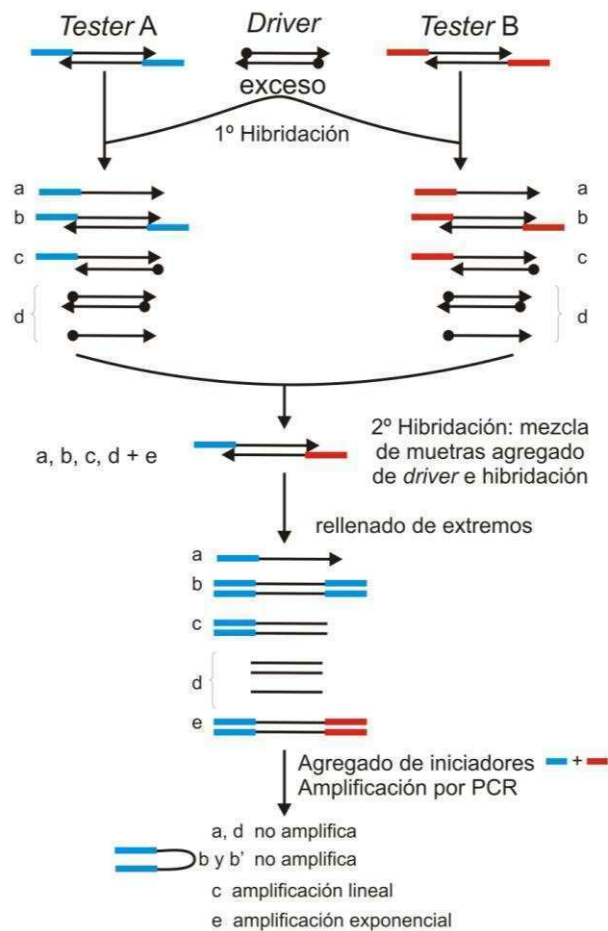 Tester A
Driver
Tester B
exceso
1º Hibridación
a
b
c
d
a
b
c
d
a, b, c, d + e
2º Hibridación: mezcla
de muetras agregado
de driver e hibridación
rellenado de extremos
a
b
c
d
e
Agregado de iniciadores +
Amplificación por PCR
a, d no amplifica
b y b' no amplifica
c amplificación lineal
e amplificación exponencial